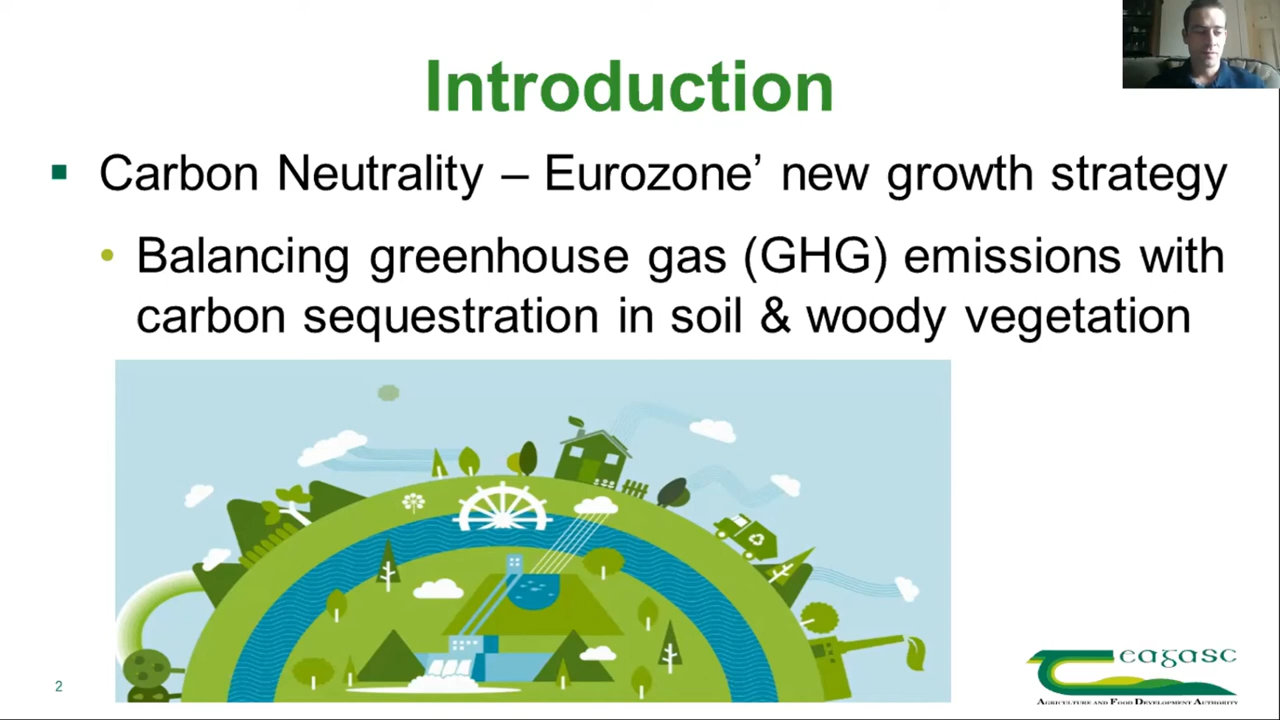 Introduction
▪ Carbon Neutrality – Eurozone’ new growth strategy
• Balancing greenhouse gas (GHG) emissions with
carbon sequestration in soil & woody vegetation
2
eagasc
Agriculture and Food Development Authority